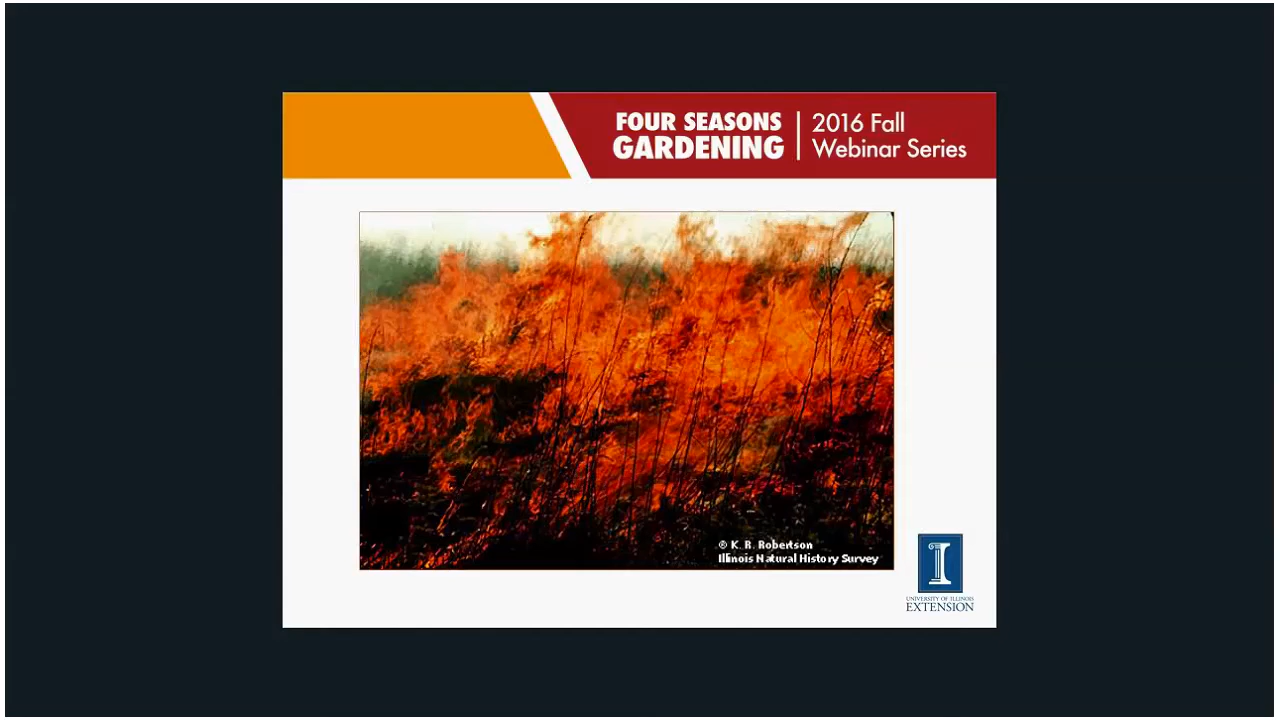 FOUR SEASONS
GARDENING
2016 Fall
Webinar Series
© K. R. Robertson
Illinois Natural History Survey
I
UNIVERSITY OF ILLINOIS
EXTENSION